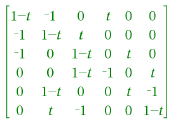 1−t -1 0 t 0 0
-1 1−t t 0 0 0
-1 0 1−t 0 t 0
0 0 1−t -1 0 t
0 1−t 0 0 t -1
0 t -1 0 0 1−t